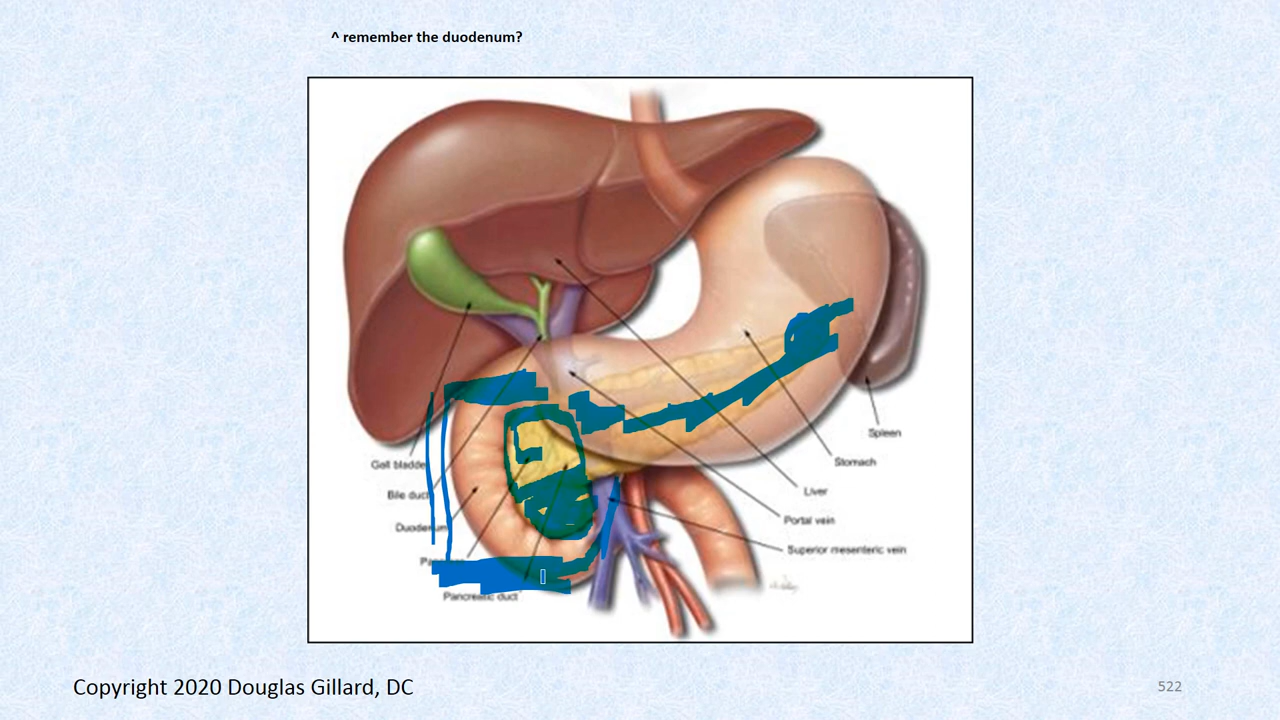 ^ remember the duodenum?
Gall bladde
Bile duct
Duodenum
Pancreatic duct
Spleen
Stomach
Liver
Portal vein
Superior mesenteric vein
Copyright 2020 Douglas Gillard, DC
522